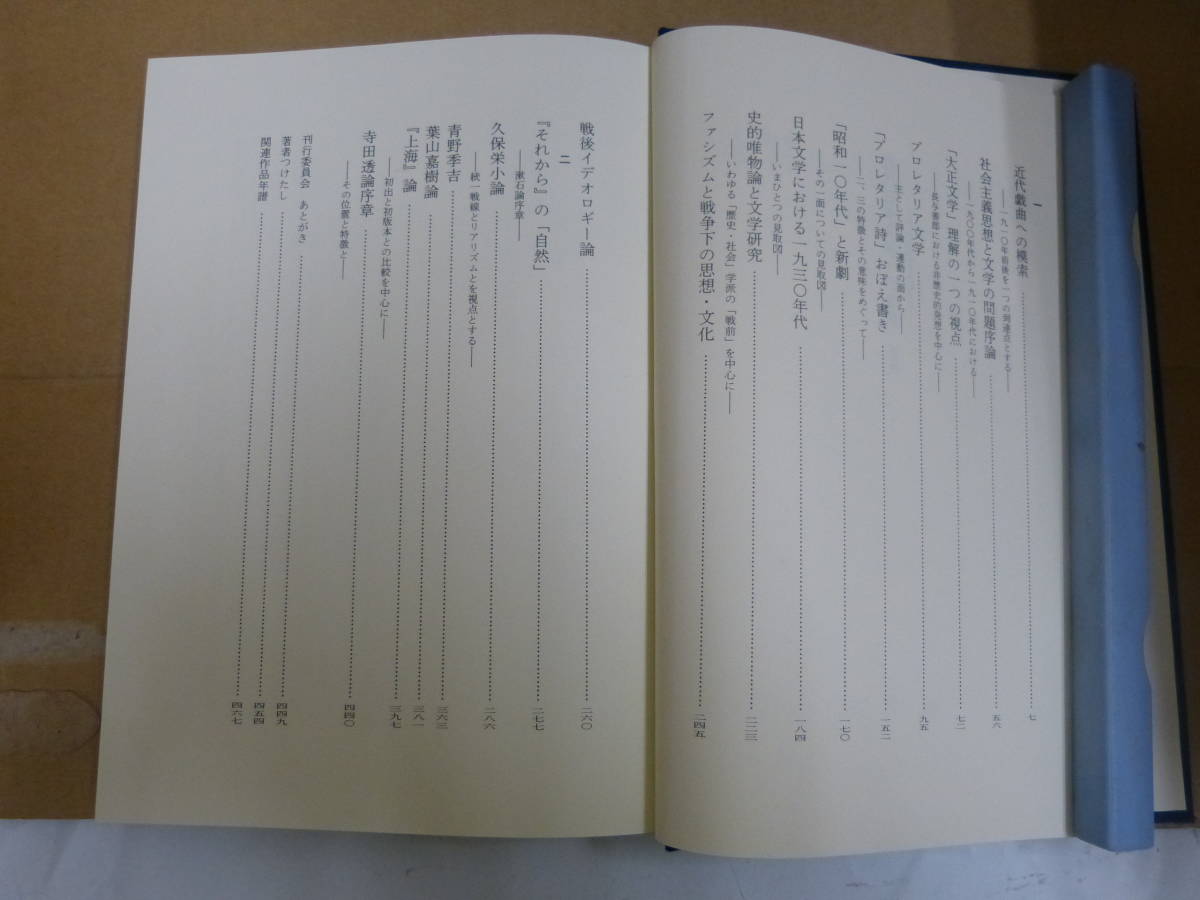 一
近代戯曲への模索……七
――一九一〇年前後を一つの到達点とする――
社会主義思想と文学の問題序論……五六
――一九〇〇年代から一九一〇年代における――
「大正文学」理解の一つの視点……七二
――長与善郎における非歴史的発想を中心に――
プロレタリア文学……九五
――主として評論・運動の面から――
「プロレタリア詩」おぼえ書き……一五二
――二、三の特徴とその意味をめぐって――
「昭和一〇年代」と新劇……一七〇
――その一面についての見取図――
日本文学における一九三〇年代……一八四
――いまひとつの見取図――
史的唯物論と文学研究……二二三
――いわゆる「歴史・社会」学派の「戦前」を中心に――
ファシズムと戦争下の思想・文化……二四五
戦後イデオロギー論……二六〇
二
『それから』の「自然」……二七七
――漱石論序章――
久保栄小論……二八六
――統一戦線とリアリズムとを視点とする――
青野季吉……三六三
葉山嘉樹論……三八一
『上海』論……三九七
――初出と初版本との比較を中心に――
寺田透論序章……四四〇
――その位置と特徴と――
刊行委員会 あとがき……四四九
著者つけたし……四五四
関連作品年譜……四六七